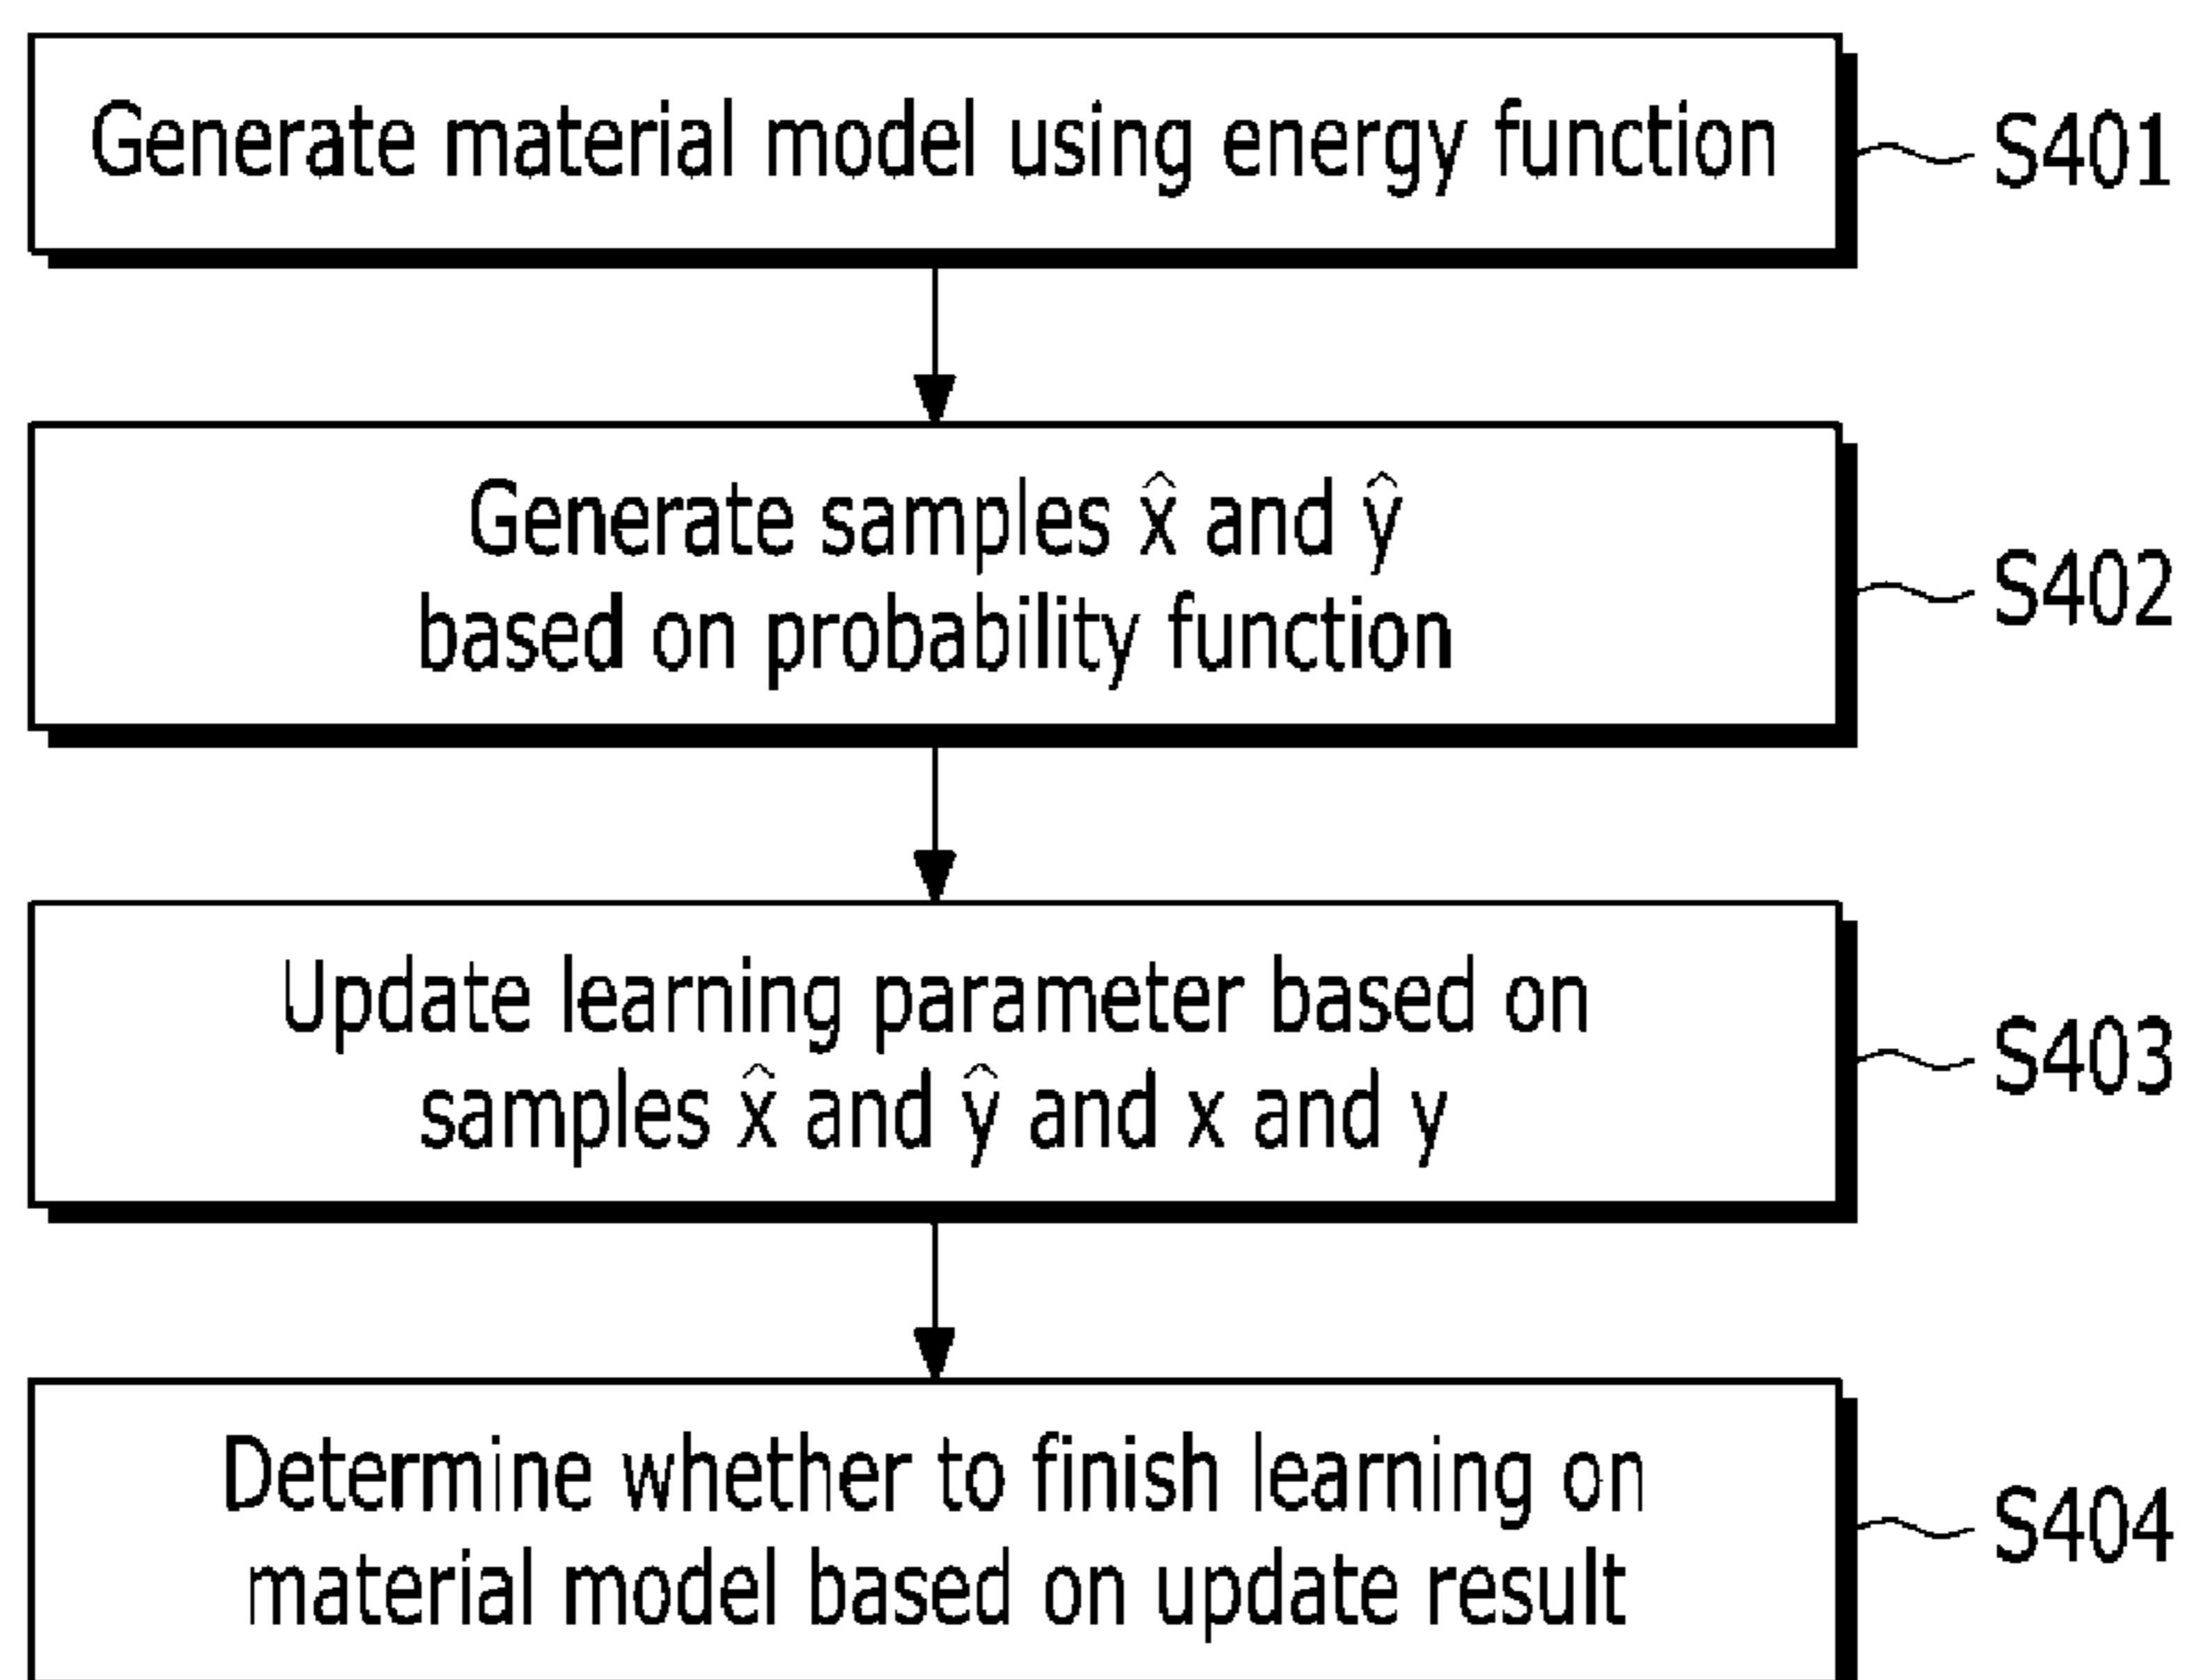 Generate material model using energy function
S401
Generate samples x̂ and ŷ
based on probability function
S402
Update learning parameter based on
samples x̂ and ŷ and x and y
S403
Determine whether to finish learning on
material model based on update result
S404